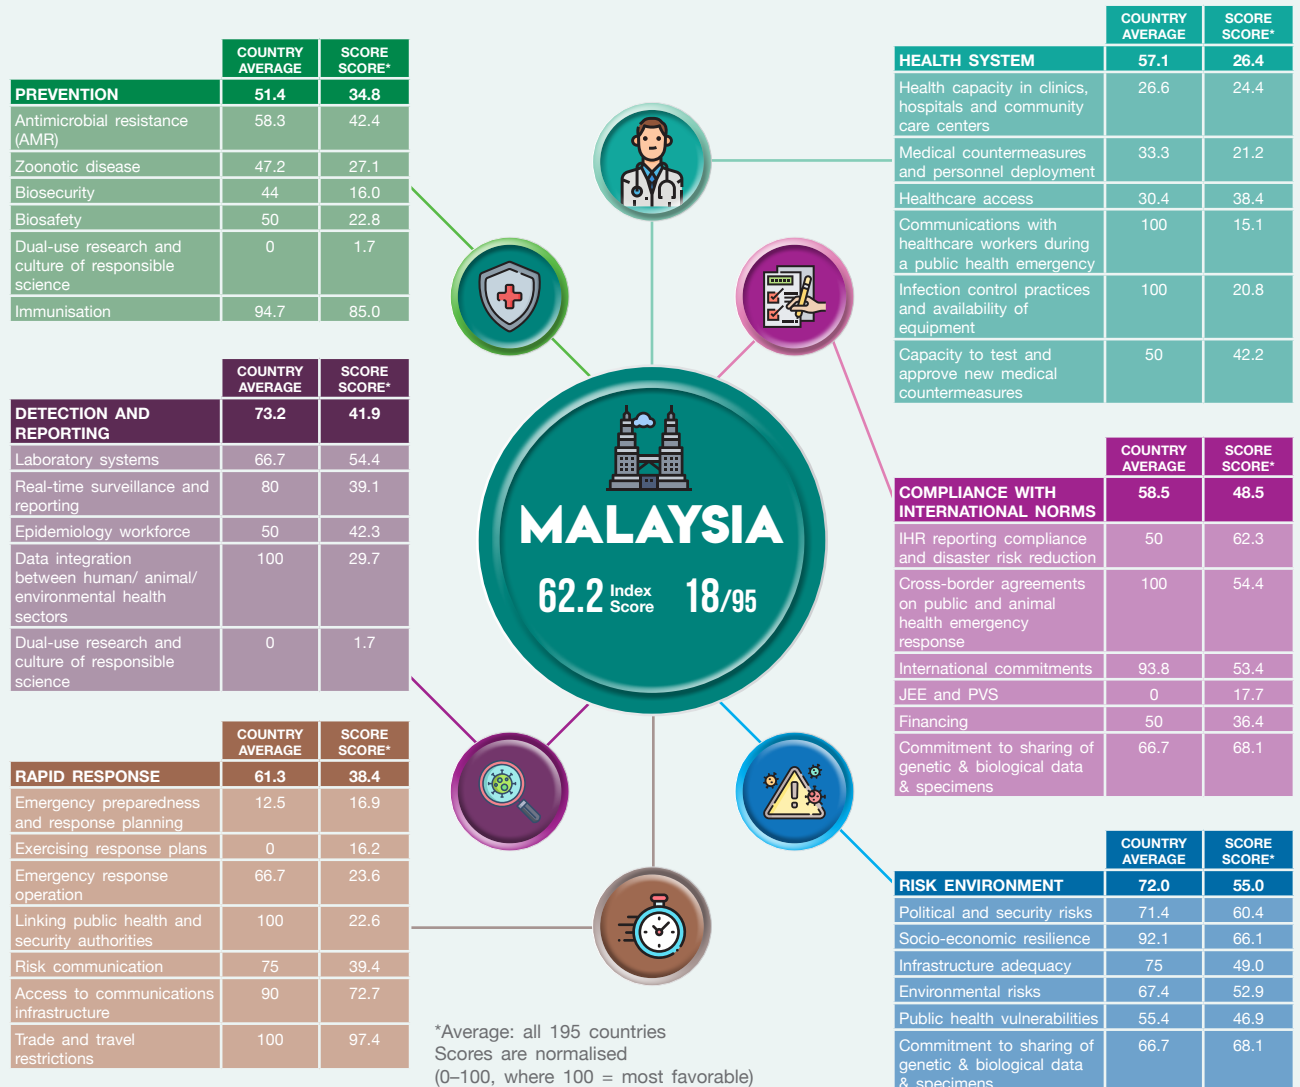 COUNTRY AVERAGE SCORE SCORE*
PREVENTION 51.4 34.8
Antimicrobial resistance (AMR) 58.3 42.4
Zoonotic disease 47.2 27.1
Biosecurity 44 16.0
Biosafety 50 22.8
Dual-use research and culture of responsible science 0 1.7
Immunisation 94.7 85.0
COUNTRY AVERAGE SCORE SCORE*
DETECTION AND REPORTING 73.2 41.9
Laboratory systems 66.7 54.4
Real-time surveillance and reporting 80 39.1
Epidemiology workforce 50 42.3
Data integration between human/ animal/ environmental health sectors 100 29.7
Dual-use research and culture of responsible science 0 1.7
COUNTRY AVERAGE SCORE SCORE*
RAPID RESPONSE 61.3 38.4
Emergency preparedness and response planning 12.5 16.9
Exercising response plans 0 16.2
Emergency response operation 66.7 23.6
Linking public health and security authorities 100 22.6
Risk communication 75 39.4
Access to communications infrastructure 90 72.7
Trade and travel restrictions 100 97.4
MALAYSIA
62.2 Index Score 18/95
*Average: all 195 countries
Scores are normalised
(0–100, where 100 = most favorable)
COUNTRY AVERAGE SCORE SCORE*
HEALTH SYSTEM 57.1 26.4
Health capacity in clinics, hospitals and community care centers 26.6 24.4
Medical countermeasures and personnel deployment 33.3 21.2
Healthcare access 30.4 38.4
Communications with healthcare workers during a public health emergency 100 15.1
Infection control practices and availability of equipment 100 20.8
Capacity to test and approve new medical countermeasures 50 42.2
COUNTRY AVERAGE SCORE SCORE*
COMPLIANCE WITH INTERNATIONAL NORMS 58.5 48.5
IHR reporting compliance and disaster risk reduction 50 62.3
Cross-border agreements on public and animal health emergency response 100 54.4
International commitments 93.8 53.4
JEE and PVS 0 17.7
Financing 50 36.4
Commitment to sharing of genetic & biological data & specimens 66.7 68.1
COUNTRY AVERAGE SCORE SCORE*
RISK ENVIRONMENT 72.0 55.0
Political and security risks 71.4 60.4
Socio-economic resilience 92.1 66.1
Infrastructure adequacy 75 49.0
Environmental risks 67.4 52.9
Public health vulnerabilities 55.4 46.9
Commitment to sharing of genetic & biological data & specimens 66.7 68.1